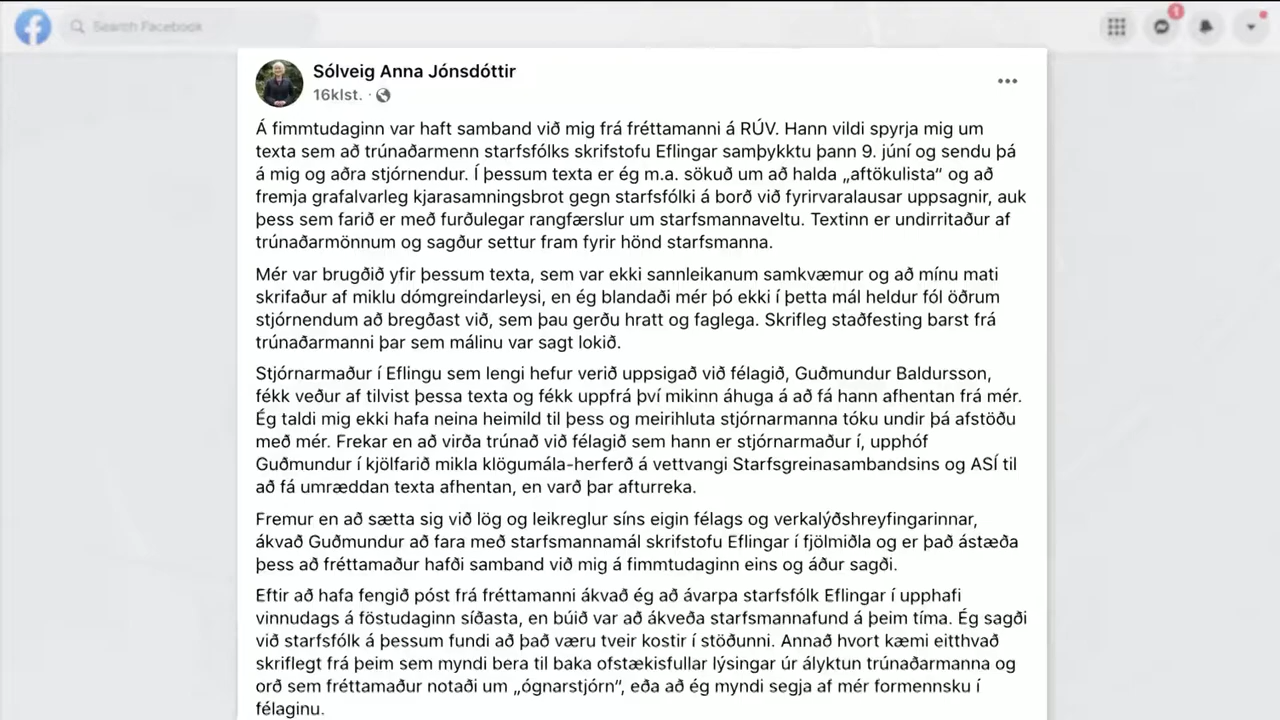 Search Facebook
1
Sólveig Anna Jónsdóttir
16klst. ·
Á fimmtudaginn var haft samband við mig frá fréttamanni á RÚV. Hann vildi spyrja mig um
texta sem að trúnaðarmenn starfsfólks skrifstofu Eflingar samþykktu þann 9. júní og sendu þá
á mig og aðra stjórnendur. Í þessum texta er ég m.a. sökuð um að halda „aftökulista“ og að
fremja grafalvarleg kjarasamningsbrot gegn starfsfólki á borð við fyrirvaralausar uppsagnir, auk
þess sem farið er með furðulegar rangfærslur um starfsmannaveltu. Textinn er undirritaður af
trúnaðarmönnum og sagður settur fram fyrir hönd starfsmanna.
Mér var brugðið yfir þessum texta, sem var ekki sannleikanum samkvæmur og að mínu mati
skrifaður af miklu dómgreindarleysi, en ég blandaði mér þó ekki í þetta mál heldur fól öðrum
stjórnendum að bregðast við, sem þau gerðu hratt og faglega. Skrifleg staðfesting barst frá
trúnaðarmanni þar sem málinu var sagt lokið.
Stjórnarmaður í Eflingu sem lengi hefur verið uppsigað við félagið, Guðmundur Baldursson,
fékk veður af tilvist þessa texta og fékk uppfrá því mikinn áhuga á að fá hann afhentan frá mér.
Ég taldi mig ekki hafa neina heimild til þess og meirihluta stjórnarmanna tóku undir þá afstöðu
með mér. Frekar en að virða trúnað við félagið sem hann er stjórnarmaður í, upphóf
Guðmundur í kjölfarið mikla klögumála-herferð á vettvangi Starfsgreinasambandsins og ASÍ til
að fá umræddan texta afhentan, en varð þar afturreka.
Fremur en að sætta sig við lög og leikreglur síns eigin félags og verkalýðshreyfingarinnar,
ákvað Guðmundur að fara með starfsmannamál skrifstofu Eflingar í fjölmiðla og er það ástæða
þess að fréttamaður hafði samband við mig á fimmtudaginn eins og áður sagði.
Eftir að hafa fengið póst frá fréttamanni ákvað ég að ávarpa starfsfólk Eflingar í upphafi
vinnudags á föstudaginn síðasta, en búið var að ákveða starfsmannafund á þeim tíma. Ég sagði
við starfsfólk á þessum fundi að það væru tveir kostir í stöðunni. Annað hvort kæmi eitthvað
skriflegt frá þeim sem myndi bera til baka ofstækisfullar lýsingar úr ályktun trúnaðarmanna og
orð sem fréttamaður notaði um „ógnarstjórn“, eða að ég myndi segja af mér formennsku í
félaginu.